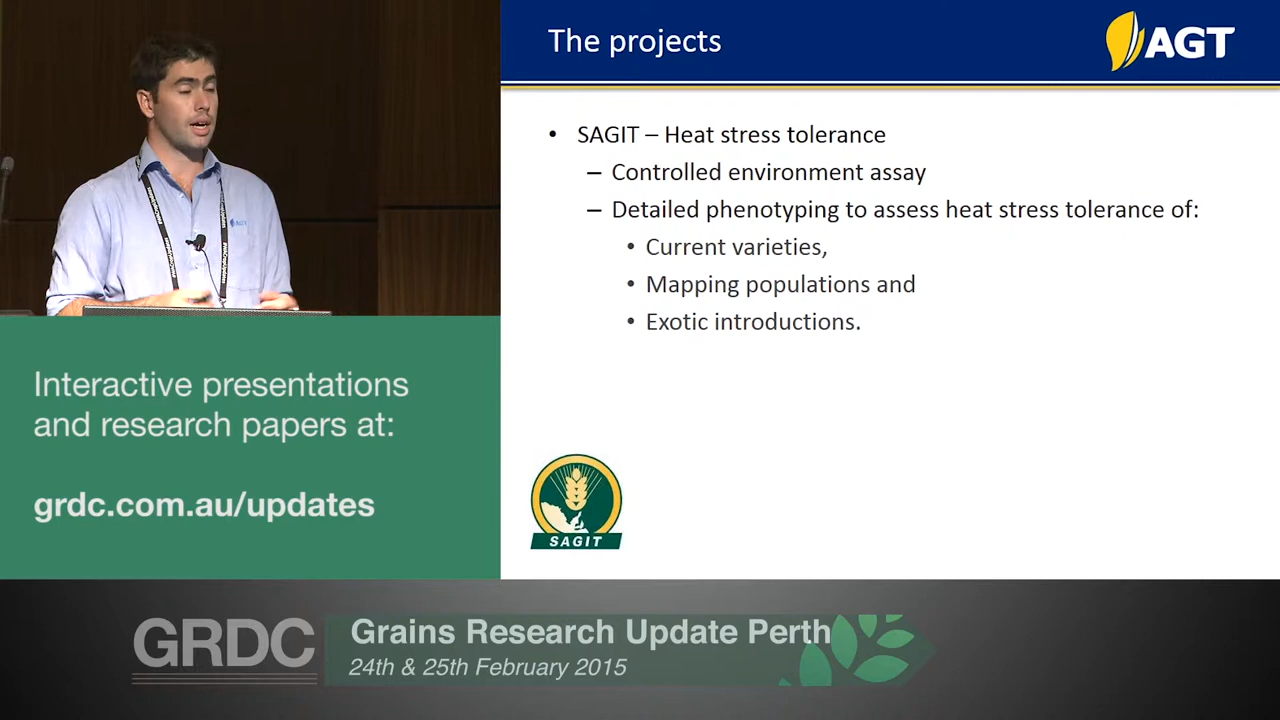 The projects
AGT
• SAGIT – Heat stress tolerance
– Controlled environment assay
– Detailed phenotyping to assess heat stress tolerance of:
• Current varieties,
• Mapping populations and
• Exotic introductions.
SAGIT
AGT
Interactive presentations
and research papers at:
grdc.com.au/updates
GRDC
Grains Research Update Perth
24th & 25th February 2015